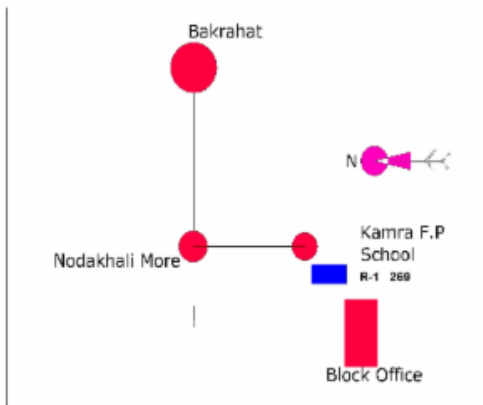 Bakrahat
N
Kamra F.P
School
Nodakhali More
R-1 269
Block Office